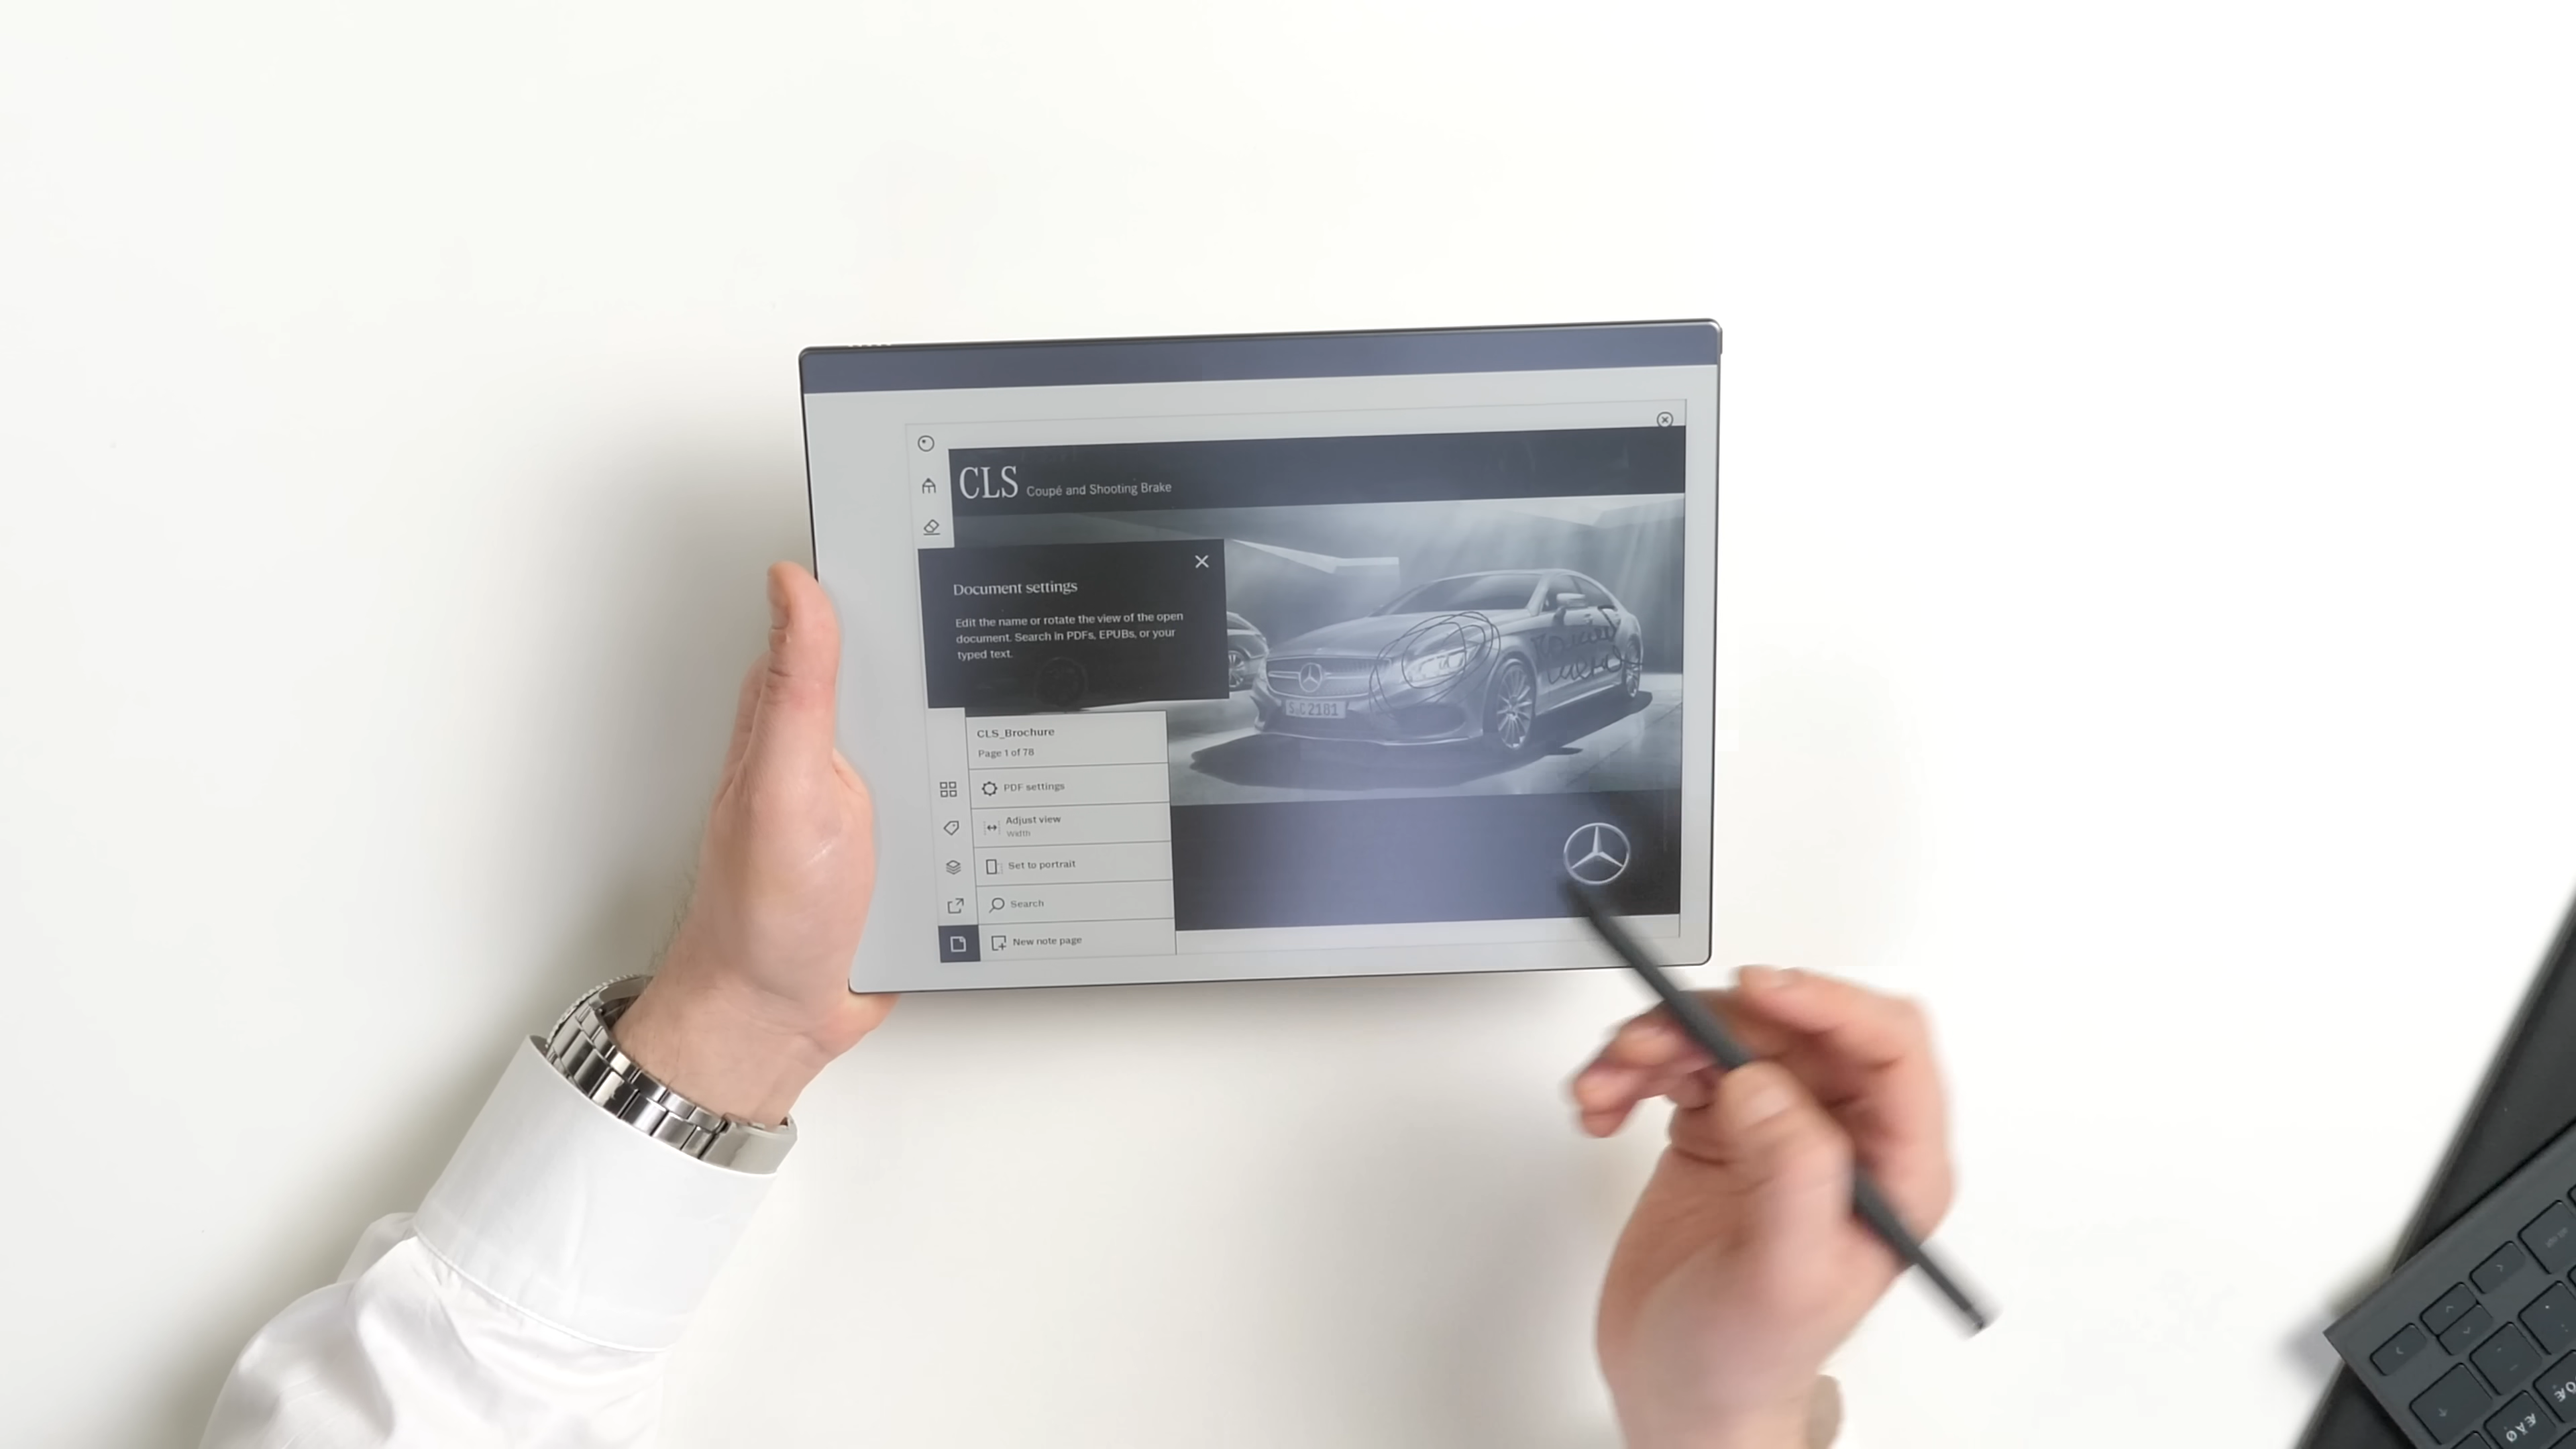 CLS Coupé and Shooting Brake
Document settings
Edit the name or rotate the view of the open
document. Search in PDFs, EPUBs, or your
typed text.
S.C 2181
CLS_Brochure
Page 1 of 78
PDF settings
Adjust view
Width
Set to portrait
Search
New note page